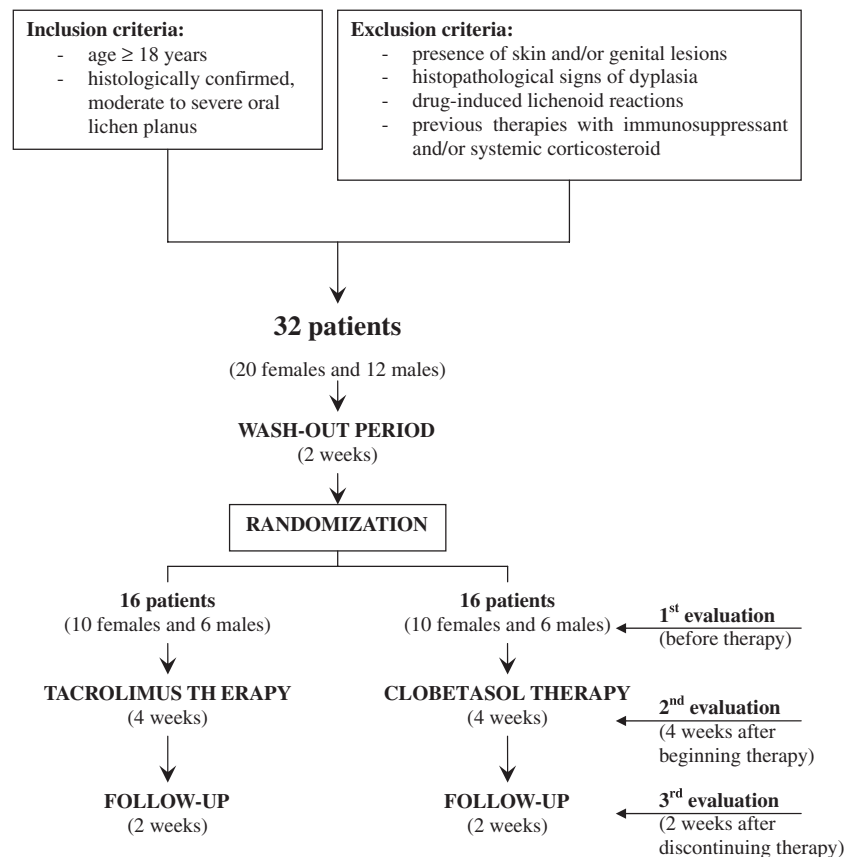 Inclusion criteria:
- age ≥ 18 years
- histologically confirmed,
moderate to severe oral
lichen planus
Exclusion criteria:
- presence of skin and/or genital lesions
- histopathological signs of dyplasia
- drug-induced lichenoid reactions
- previous therapies with immunosuppressant
and/or systemic corticosteroid
32 patients
(20 females and 12 males)
WASH-OUT PERIOD
(2 weeks)
RANDOMIZATION
16 patients
(10 females and 6 males)
16 patients
(10 females and 6 males)
1st evaluation
(before therapy)
TACROLIMUS TH ERAPY
(4 weeks)
CLOBETASOL THERAPY
(4 weeks)
2nd evaluation
(4 weeks after
beginning therapy)
FOLLOW-UP
(2 weeks)
FOLLOW-UP
(2 weeks)
3rd evaluation
(2 weeks after
discontinuing therapy)